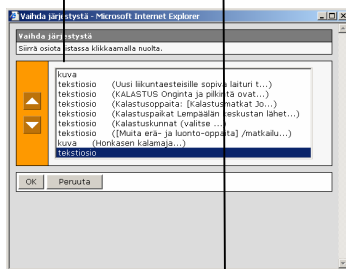 Vaihda järjestystä - Microsoft Internet Explorer
Vaihda järjestystä
Siirrä osiota listassa klikkaamalla nuolta.
kuva
tekstiosio (Uusi liikuntaesteisille sopiva laituri t...)
tekstiosio (KALASTUS Onginta ja pilkintä ovat...)
tekstiosio (Kalastusoppaita: [Kalastusmatkat Jo...)
tekstiosio (Kalastuspaikat Lempäälän keskustan lähet...)
tekstiosio (Kalastuskunnat (valitse ...)
tekstiosio ([Muita erä- ja luonto-oppaita] /matkailu...)
kuva (Honkasen kalamaja...)
tekstiosio
OK Peruuta